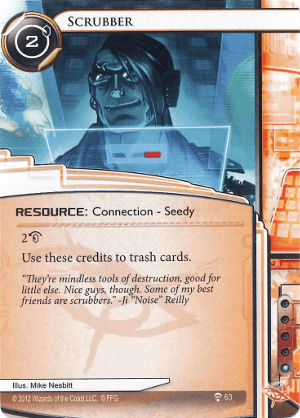 SCRUBBER
2
RESOURCE: Connection - Seedy
2
Use these credits to trash cards.
"They're mindless tools of destruction, good for
little else. Nice guys, though. Some of my best
friends are scrubbers." -Ji "Noise" Reilly
Illus. Mike Nesbitt
© 2012 Wizards of the Coast LLC. © FFG
63